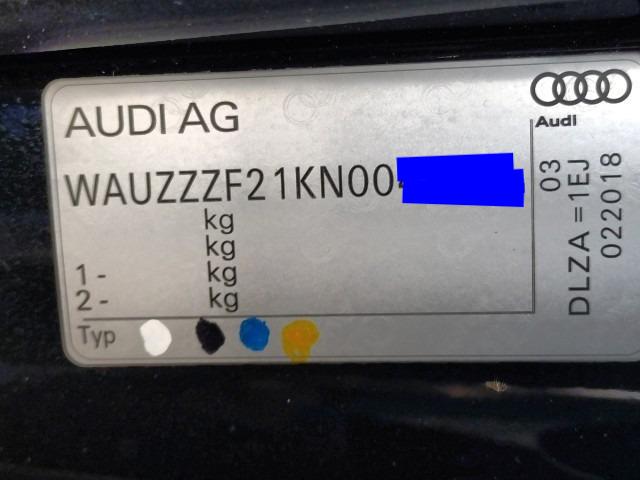 AUDI AG
Audi
WAUZZZF21KN00
kg
kg
1 - kg
2 - kg
Typ
03
DLZA =1EJ
022018